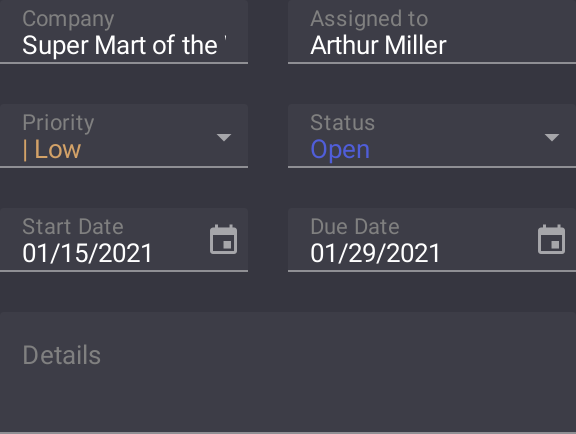 Company
Super Mart of the
Assigned to
Arthur Miller
Priority
| Low
Status
Open
Start Date
01/15/2021
Due Date
01/29/2021
Details